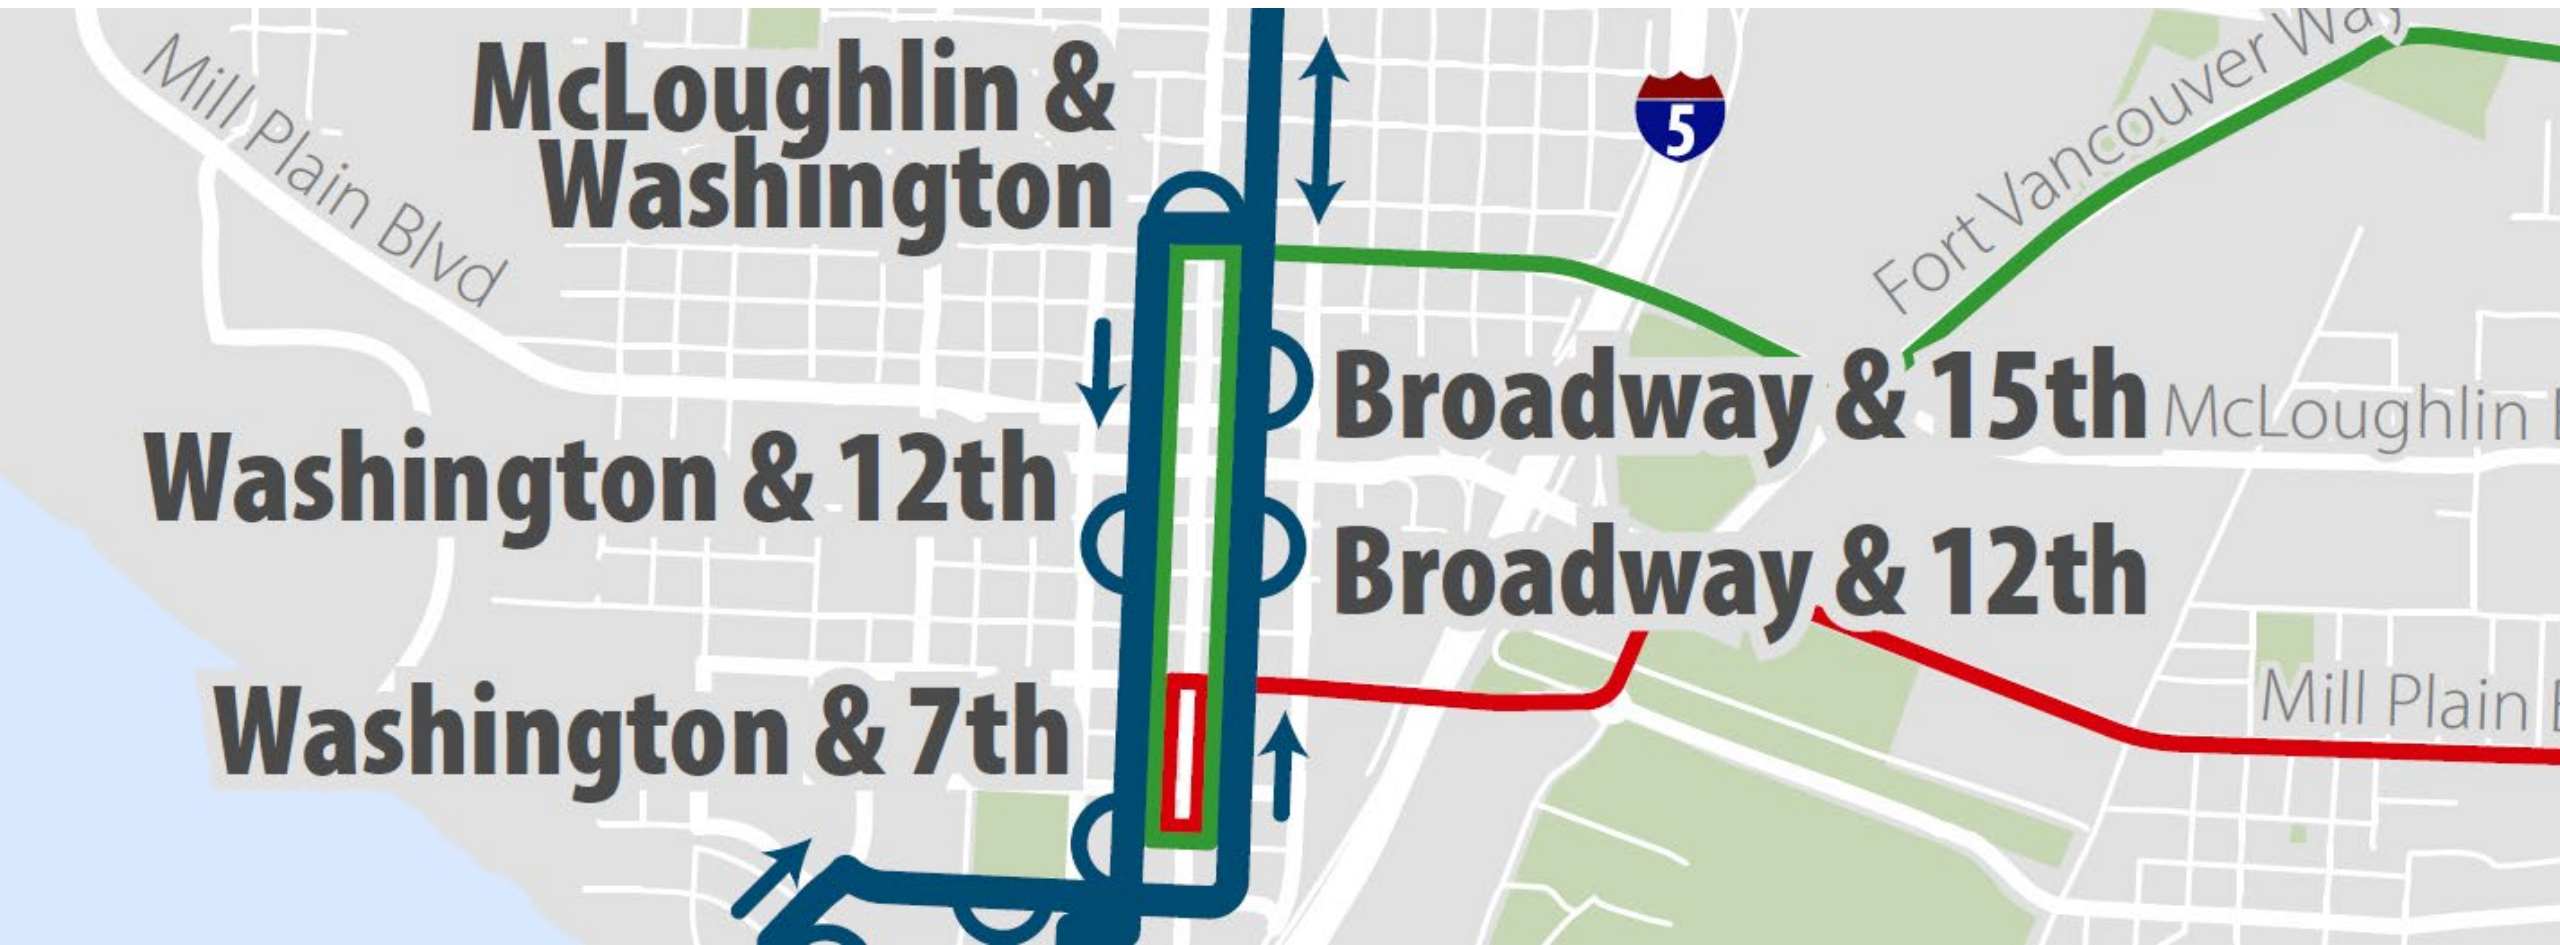 Mill Plain Blvd
McLoughlin &
Washington
5
Fort Vancouver Way
Broadway & 15th
McLoughlin B
Washington & 12th
Broadway & 12th
Washington & 7th
Mill Plain B